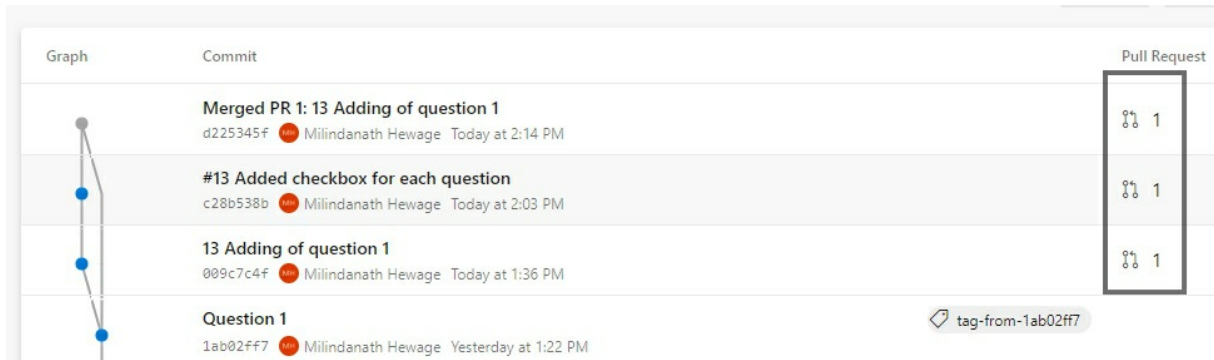 Graph Commit Pull Request
Merged PR 1: 13 Adding of question 1
d225345f MH Milindanath Hewage Today at 2:14 PM 1
#13 Added checkbox for each question
c28b538b MH Milindanath Hewage Today at 2:03 PM 1
13 Adding of question 1
009c7c4f MH Milindanath Hewage Today at 1:36 PM 1
Question 1 tag-from-1ab02ff7
1ab02ff7 MH Milindanath Hewage Yesterday at 1:22 PM